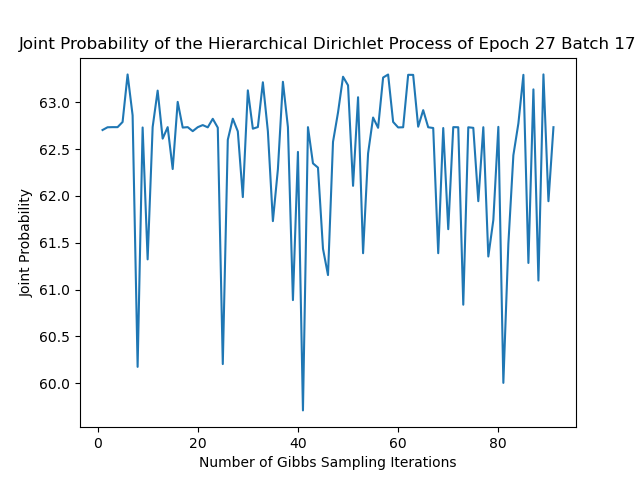 Joint Probability of the Hierarchical Dirichlet Process of Epoch 27 Batch 17
Joint Probability
63.0
62.5
62.0
61.5
61.0
60.5
60.0
0 20 40 60 80
Number of Gibbs Sampling Iterations